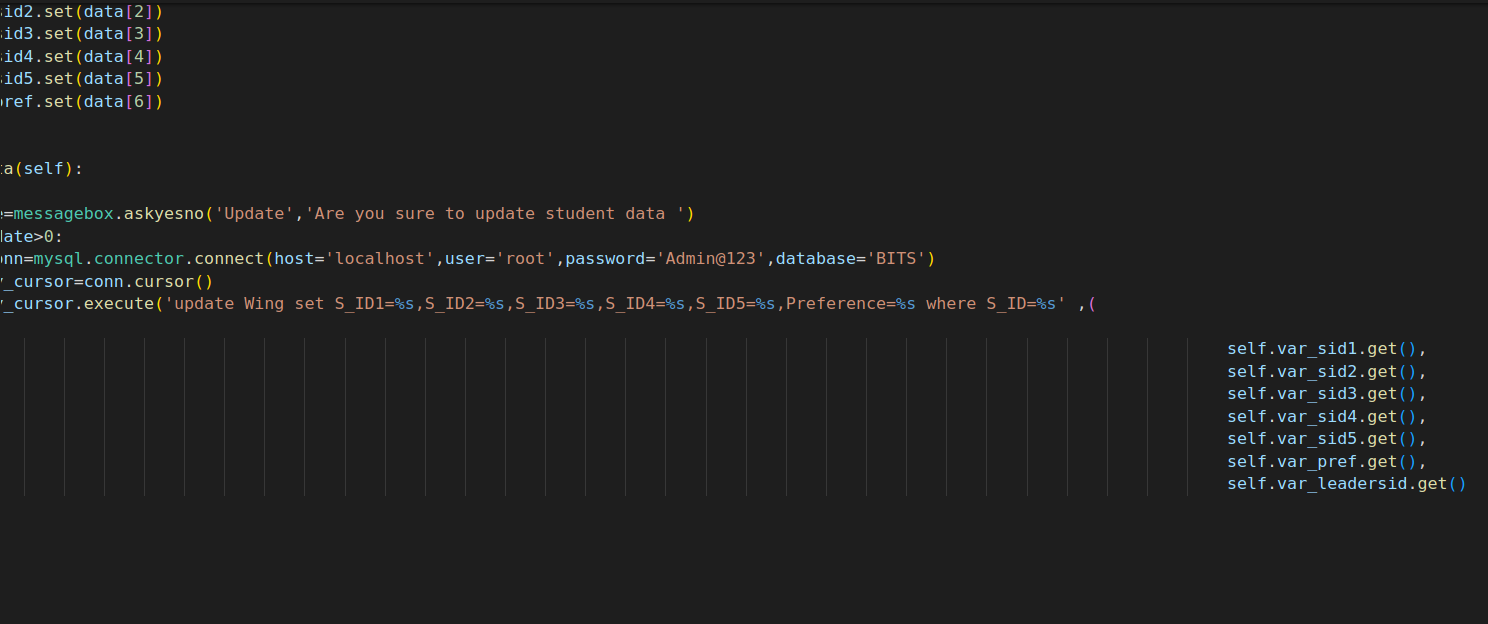 sid2.set(data[2])
sid3.set(data[3])
sid4.set(data[4])
sid5.set(data[5])
pref.set(data[6])
ta(self):
e=messagebox.askyesno('Update','Are you sure to update student data ')
date>0:
onn=mysql.connector.connect(host='localhost',user='root',password='Admin@123',database='BITS')
y_cursor=conn.cursor()
y_cursor.execute('update Wing set S_ID1=%s,S_ID2=%s,S_ID3=%s,S_ID4=%s,S_ID5=%s,Preference=%s where S_ID=%s' ,(
self.var_sid1.get(),
self.var_sid2.get(),
self.var_sid3.get(),
self.var_sid4.get(),
self.var_sid5.get(),
self.var_pref.get(),
self.var_leadersid.get()